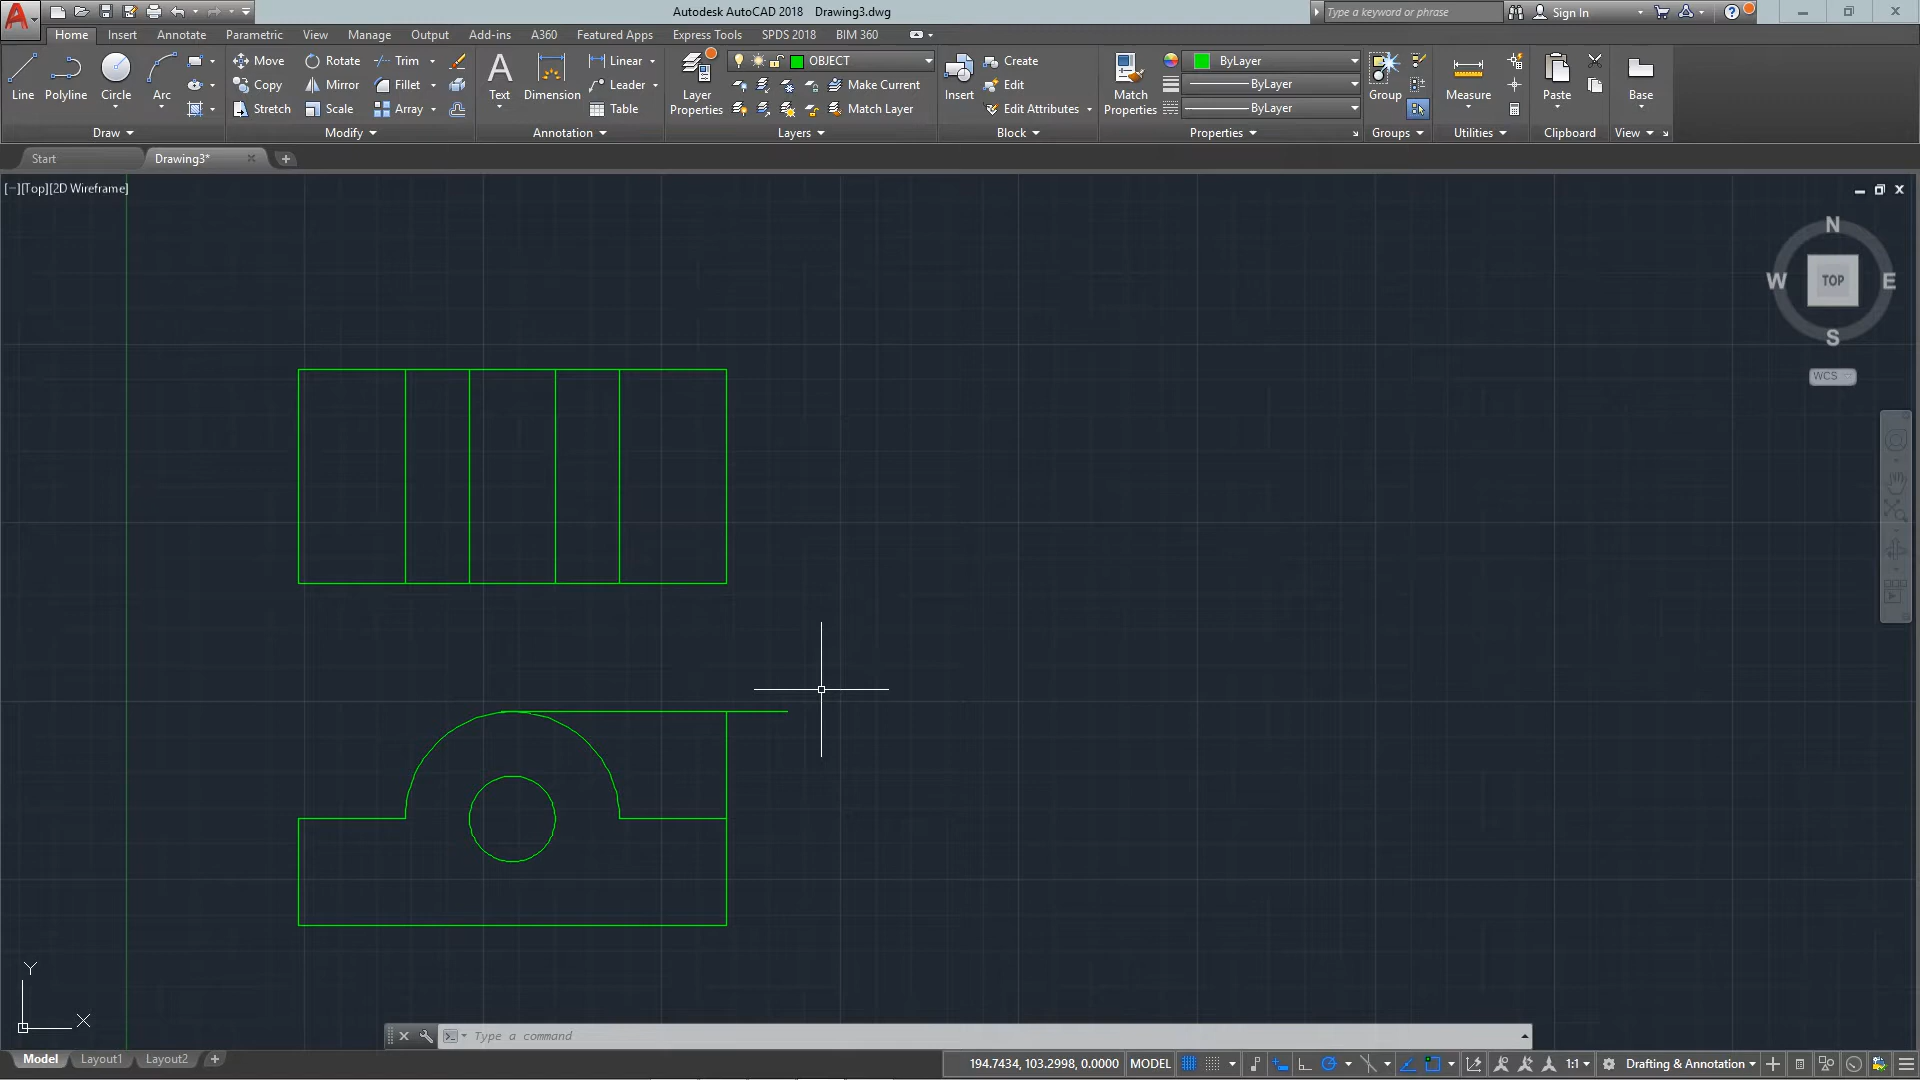 Autodesk AutoCAD 2018 Drawing3.dwg
Type a keyword or phrase
Sign In
Home Insert Annotate Parametric View Manage Output Add-ins A360 Featured Apps Express Tools SPDS 2018 BIM 360
Line Polyline Circle Arc
Move Rotate Trim
Copy Mirror Fillet
Stretch Scale Array
Text Dimension
Linear
Leader
Table
Layer Properties
OBJECT
Make Current
Match Layer
Insert
Create
Edit
Edit Attributes
Match Properties
ByLayer
ByLayer
ByLayer
Group
Measure
Paste
Base
Draw Modify Annotation Layers Block Properties Groups Utilities Clipboard View
Start Drawing3*
[−][Top][2D Wireframe]
N
W TOP E
S
WCS
Y
X
Type a command
Model Layout1 Layout2
194.7434, 103.2998, 0.0000 MODEL 1:1 Drafting & Annotation